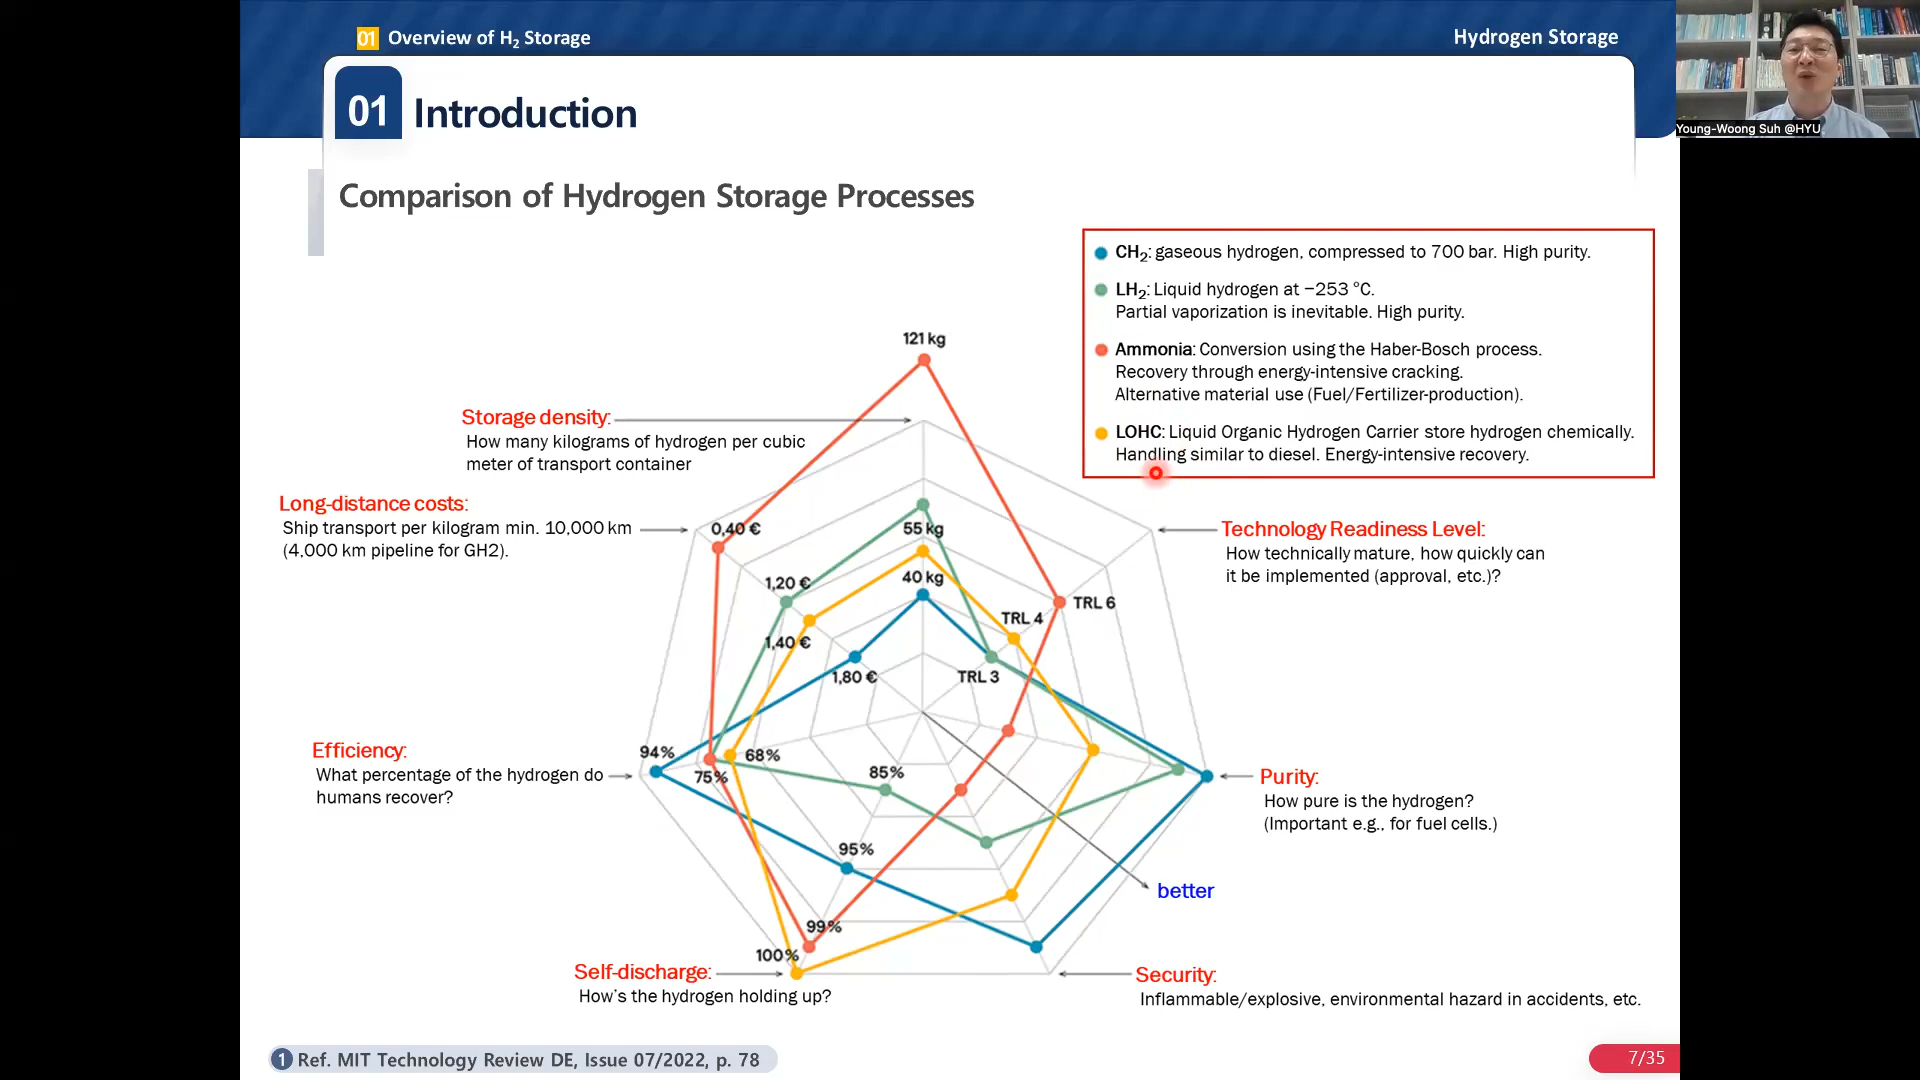 01 Overview of H2 Storage
Hydrogen Storage
Young-Woong Suh @HYU
01 Introduction
Comparison of Hydrogen Storage Processes
CH2: gaseous hydrogen, compressed to 700 bar. High purity.
LH2: Liquid hydrogen at −253 °C.
Partial vaporization is inevitable. High purity.
Ammonia: Conversion using the Haber-Bosch process.
Recovery through energy-intensive cracking.
Alternative material use (Fuel/Fertilizer-production).
LOHC: Liquid Organic Hydrogen Carrier store hydrogen chemically.
Handling similar to diesel. Energy-intensive recovery.
121 kg
Storage density:
How many kilograms of hydrogen per cubic
meter of transport container
Long-distance costs:
Ship transport per kilogram min. 10,000 km
(4,000 km pipeline for GH2).
0,40 €
55 kg
Technology Readiness Level:
How technically mature, how quickly can
it be implemented (approval, etc.)?
1,20 €
40 kg
TRL 6
TRL 4
1,40 €
1,80 €
TRL 3
Efficiency:
What percentage of the hydrogen do
humans recover?
94%
75%
68%
85%
Purity:
How pure is the hydrogen?
(Important e.g., for fuel cells.)
95%
better
99%
100%
Self-discharge:
How's the hydrogen holding up?
Security:
Inflammable/explosive, environmental hazard in accidents, etc.
1 Ref. MIT Technology Review DE, Issue 07/2022, p. 78
7/35